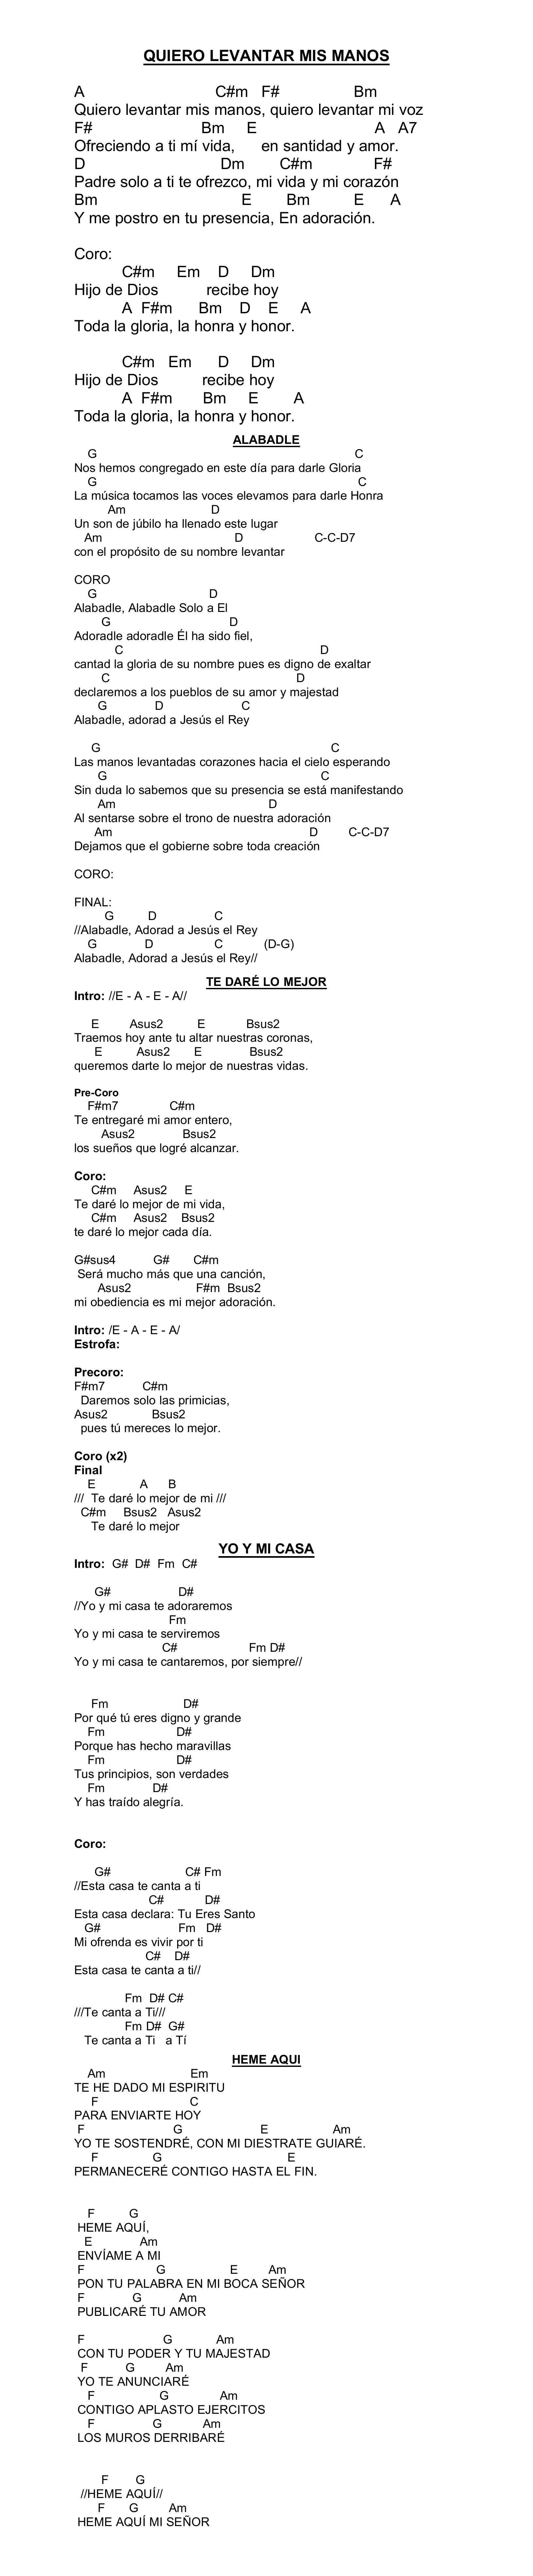 QUIERO LEVANTAR MIS MANOS
A C#m F# Bm
Quiero levantar mis manos, quiero levantar mi voz
F# Bm E A A7
Ofreciendo a ti mí vida, en santidad y amor.
D Dm C#m F#
Padre solo a ti te ofrezco, mi vida y mi corazón
Bm E Bm E A
Y me postro en tu presencia, En adoración.
Coro:
C#m Em D Dm
Hijo de Dios recibe hoy
A F#m Bm D E A
Toda la gloria, la honra y honor.
C#m Em D Dm
Hijo de Dios recibe hoy
A F#m Bm E A
Toda la gloria, la honra y honor.
ALABADLE
G C
Nos hemos congregado en este día para darle Gloria
G C
La música tocamos las voces elevamos para darle Honra
Am D
Un son de júbilo ha llenado este lugar
Am D C-C-D7
con el propósito de su nombre levantar
CORO
G D
Alabadle, Alabadle Solo a El
G D
Adoradle adoradle Él ha sido fiel,
C D
cantad la gloria de su nombre pues es digno de exaltar
C D
declaremos a los pueblos de su amor y majestad
G D C
Alabadle, adorad a Jesús el Rey
G C
Las manos levantadas corazones hacia el cielo esperando
G C
Sin duda lo sabemos que su presencia se está manifestando
Am D
Al sentarse sobre el trono de nuestra adoración
Am D C-C-D7
Dejamos que el gobierne sobre toda creación
CORO:
FINAL:
G D C
//Alabadle, Adorad a Jesús el Rey
G D C (D-G)
Alabadle, Adorad a Jesús el Rey//
TE DARÉ LO MEJOR
Intro: //E - A - E - A//
E Asus2 E Bsus2
Traemos hoy ante tu altar nuestras coronas,
E Asus2 E Bsus2
queremos darte lo mejor de nuestras vidas.
Pre-Coro
F#m7 C#m
Te entregaré mi amor entero,
Asus2 Bsus2
los sueños que logré alcanzar.
Coro:
C#m Asus2 E
Te daré lo mejor de mi vida,
C#m Asus2 Bsus2
te daré lo mejor cada día.
G#sus4 G# C#m
Será mucho más que una canción,
Asus2 F#m Bsus2
mi obediencia es mi mejor adoración.
Intro: /E - A - E - A/
Estrofa:
Precoro:
F#m7 C#m
Daremos solo las primicias,
Asus2 Bsus2
pues tú mereces lo mejor.
Coro (x2)
Final
E A B
/// Te daré lo mejor de mi ///
C#m Bsus2 Asus2
Te daré lo mejor
YO Y MI CASA
Intro: G# D# Fm C#
G# D#
//Yo y mi casa te adoraremos
Fm
Yo y mi casa te serviremos
C# Fm D#
Yo y mi casa te cantaremos, por siempre//
Fm D#
Por qué tú eres digno y grande
Fm D#
Porque has hecho maravillas
Fm D#
Tus principios, son verdades
Fm D#
Y has traído alegría.
Coro:
G# C# Fm
//Esta casa te canta a ti
C# D#
Esta casa declara: Tu Eres Santo
G# Fm D#
Mi ofrenda es vivir por ti
C# D#
Esta casa te canta a ti//
Fm D# C#
///Te canta a Ti///
Fm D# G#
Te canta a Ti a Tí
HEME AQUI
Am Em
TE HE DADO MI ESPIRITU
F C
PARA ENVIARTE HOY
F G E Am
YO TE SOSTENDRÉ, CON MI DIESTRATE GUIARÉ.
F G E
PERMANECERÉ CONTIGO HASTA EL FIN.
F G
HEME AQUÍ,
E Am
ENVÍAME A MI
F G E Am
PON TU PALABRA EN MI BOCA SEÑOR
F G Am
PUBLICARÉ TU AMOR
F G Am
CON TU PODER Y TU MAJESTAD
F G Am
YO TE ANUNCIARÉ
F G Am
CONTIGO APLASTO EJERCITOS
F G Am
LOS MUROS DERRIBARÉ
F G
//HEME AQUÍ//
F G Am
HEME AQUÍ MI SEÑOR